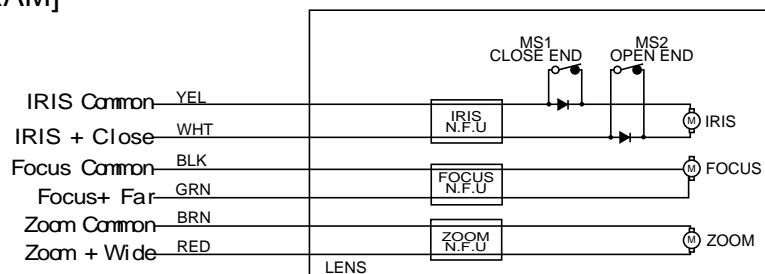 AM]
MS1
CLOSE END
MS2
OPEN END
IRIS Common YEL
IRIS
N.F.U
M IRIS
IRIS + Close WHT
Focus Common BLK
FOCUS
N.F.U
M FOCUS
Focus+ Far GRN
Zoom Common BRN
ZOOM
N.F.U
M ZOOM
Zoom + Wide RED
LENS